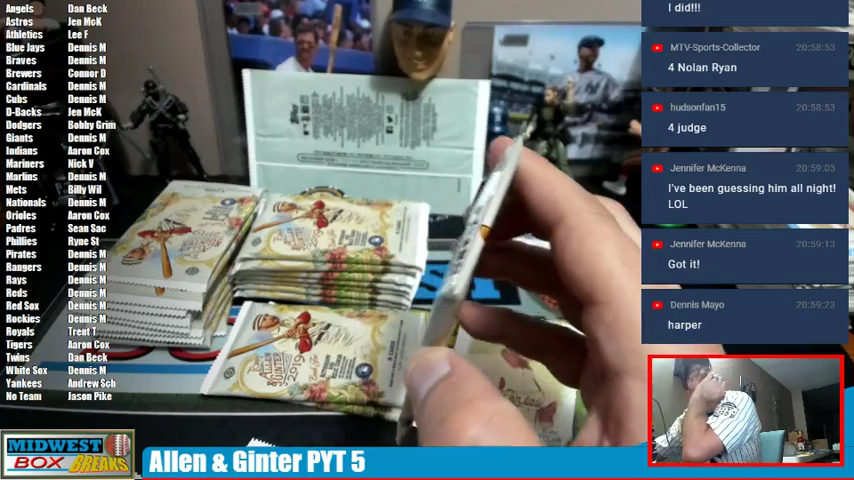 Angels Dan Beck
Astros Jen McK
Athletics Lee F
Blue Jays Dennis M
Braves Dennis M
Brewers Connor D
Cardinals Dennis M
Cubs Dennis M
D-Backs Jen McK
Dodgers Bobby Grim
Giants Dennis M
Indians Aaron Cox
Mariners Nick V
Marlins Dennis M
Mets Billy Wil
Nationals Dennis M
Orioles Aaron Cox
Padres Sean Sac
Phillies Ryne St
Pirates Dennis M
Rangers Dennis M
Rays Dennis M
Reds Dennis M
Red Sox Dennis M
Rockies Dennis M
Royals Trent T
Tigers Aaron Cox
Twins Dan Beck
White Sox Dennis M
Yankees Andrew Sch
No Team Jason Pike
I did!!!
MTV-Sports-Collector 20:58:53
4 Nolan Ryan
hudsonfan15 20:58:53
4 judge
Jennifer McKenna 20:59:03
I've been guessing him all night!
LOL
Jennifer McKenna 20:59:13
Got it!
Dennis Mayo 20:59:23
harper
Topps
Allen & Ginter
2019
MIDWEST
BOX BREAKS
Allen & Ginter PYT 5